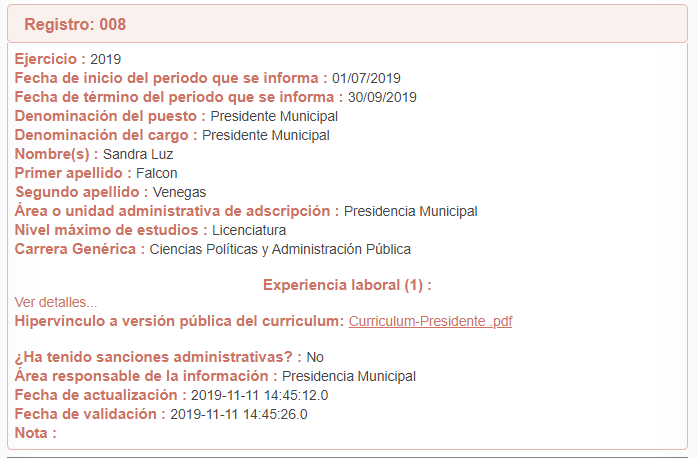 Registro: 008
Ejercicio : 2019
Fecha de inicio del periodo que se informa : 01/07/2019
Fecha de término del periodo que se informa : 30/09/2019
Denominación del puesto : Presidente Municipal
Denominación del cargo : Presidente Municipal
Nombre(s) : Sandra Luz
Primer apellido : Falcon
Segundo apellido : Venegas
Área o unidad administrativa de adscripción : Presidencia Municipal
Nivel máximo de estudios : Licenciatura
Carrera Genérica : Ciencias Políticas y Administración Pública
Experiencia laboral (1) :
Ver detalles...
Hipervínculo a versión pública del currículum: Curriculum-Presidente .pdf
¿Ha tenido sanciones administrativas? : No
Área responsable de la información : Presidencia Municipal
Fecha de actualización : 2019-11-11 14:45:12.0
Fecha de validación : 2019-11-11 14:45:26.0
Nota :